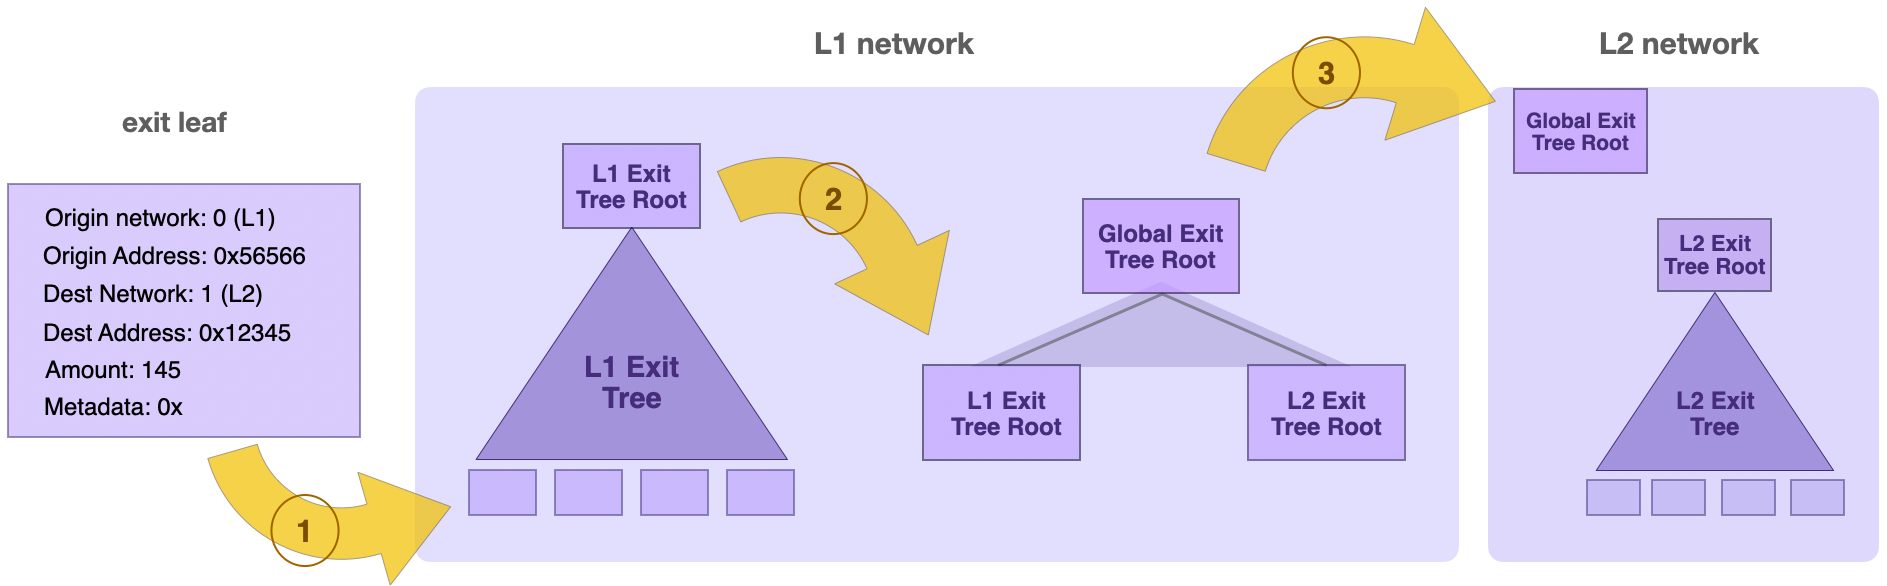 L1 network
L2 network
exit leaf
Origin network: 0 (L1)
Origin Address: 0x56566
Dest Network: 1 (L2)
Dest Address: 0x12345
Amount: 145
Metadata: 0x
1
L1 Exit
Tree Root
L1 Exit
Tree
2
Global Exit
Tree Root
L1 Exit
Tree Root
L2 Exit
Tree Root
3
Global Exit
Tree Root
L2 Exit
Tree Root
L2 Exit
Tree